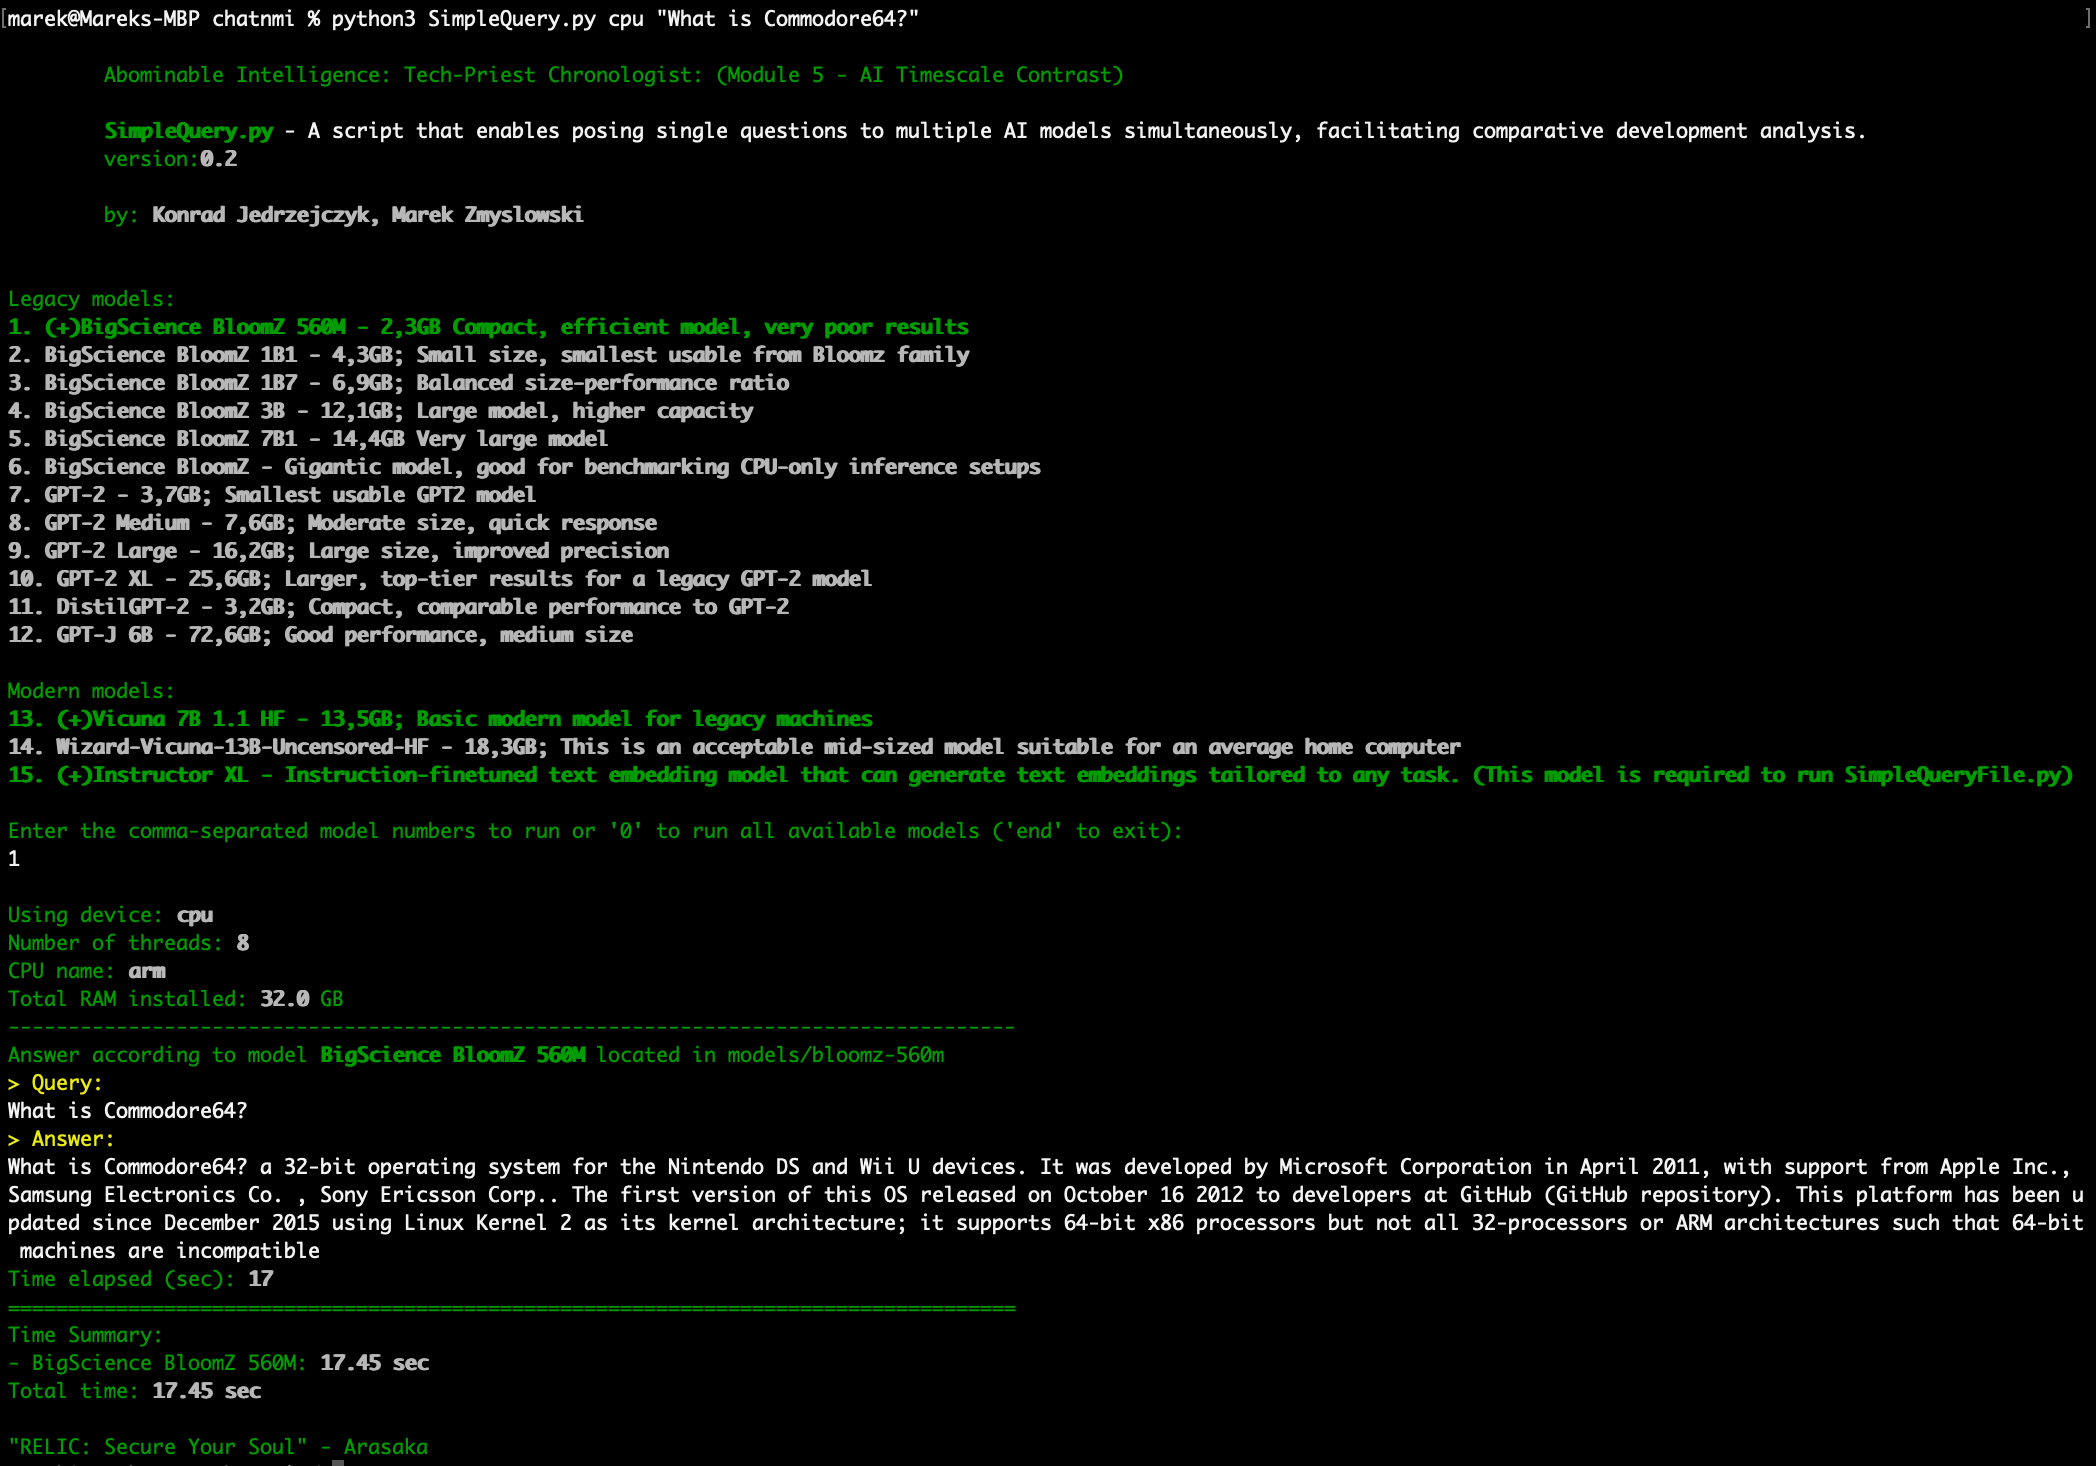 [marek@Mareks-MBP chatnmi % python3 SimpleQuery.py cpu "What is Commodore64?" ]
Abominable Intelligence: Tech-Priest Chronologist: (Module 5 - AI Timescale Contrast)
SimpleQuery.py - A script that enables posing single questions to multiple AI models simultaneously, facilitating comparative development analysis.
version:0.2
by: Konrad Jedrzejczyk, Marek Zmyslowski
Legacy models:
1. (+)BigScience BloomZ 560M - 2,3GB Compact, efficient model, very poor results
2. BigScience BloomZ 1B1 - 4,3GB; Small size, smallest usable from Bloomz family
3. BigScience BloomZ 1B7 - 6,9GB; Balanced size-performance ratio
4. BigScience BloomZ 3B - 12,1GB; Large model, higher capacity
5. BigScience BloomZ 7B1 - 14,4GB Very large model
6. BigScience BloomZ - Gigantic model, good for benchmarking CPU-only inference setups
7. GPT-2 - 3,7GB; Smallest usable GPT2 model
8. GPT-2 Medium - 7,6GB; Moderate size, quick response
9. GPT-2 Large - 16,2GB; Large size, improved precision
10. GPT-2 XL - 25,6GB; Larger, top-tier results for a legacy GPT-2 model
11. DistilGPT-2 - 3,2GB; Compact, comparable performance to GPT-2
12. GPT-J 6B - 72,6GB; Good performance, medium size
Modern models:
13. (+)Vicuna 7B 1.1 HF - 13,5GB; Basic modern model for legacy machines
14. Wizard-Vicuna-13B-Uncensored-HF - 18,3GB; This is an acceptable mid-sized model suitable for an average home computer
15. (+)Instructor XL - Instruction-finetuned text embedding model that can generate text embeddings tailored to any task. (This model is required to run SimpleQueryFile.py)
Enter the comma-separated model numbers to run or '0' to run all available models ('end' to exit):
1
Using device: cpu
Number of threads: 8
CPU name: arm
Total RAM installed: 32.0 GB
------------------------------------------------------------------------------------
Answer according to model BigScience BloomZ 560M located in models/bloomz-560m
> Query:
What is Commodore64?
> Answer:
What is Commodore64? a 32-bit operating system for the Nintendo DS and Wii U devices. It was developed by Microsoft Corporation in April 2011, with support from Apple Inc.,
Samsung Electronics Co. , Sony Ericsson Corp.. The first version of this OS released on October 16 2012 to developers at GitHub (GitHub repository). This platform has been u
pdated since December 2015 using Linux Kernel 2 as its kernel architecture; it supports 64-bit x86 processors but not all 32-processors or ARM architectures such that 64-bit
machines are incompatible
Time elapsed (sec): 17
====================================================================================
Time Summary:
- BigScience BloomZ 560M: 17.45 sec
Total time: 17.45 sec
"RELIC: Secure Your Soul" - Arasaka